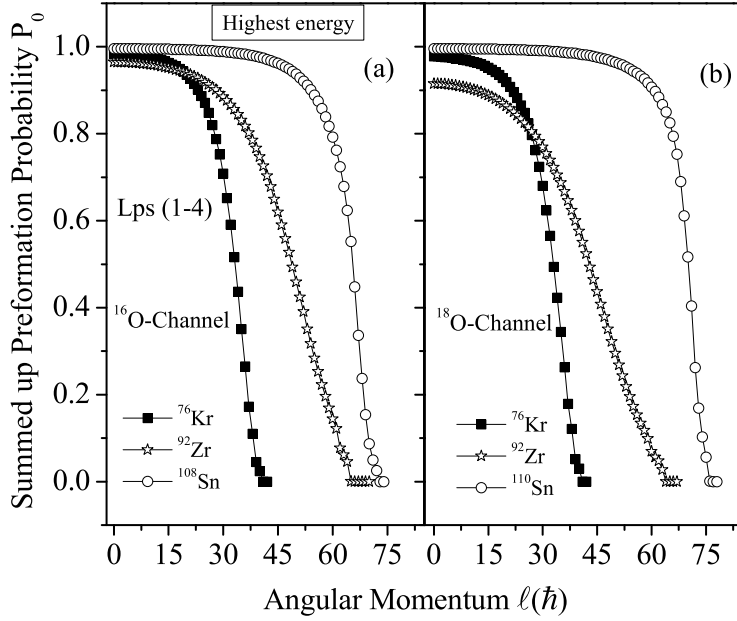 Highest energy
Summed up Preformation Probability P₀
1.0
0.8
0.6
0.4
0.2
0.0
(a)
Lps (1-4)
¹⁶O-Channel
⁷⁶Kr
⁹²Zr
¹⁰⁸Sn
0 15 30 45 60 75
(b)
¹⁸O-Channel
⁷⁶Kr
⁹²Zr
¹¹⁰Sn
0 15 30 45 60 75
Angular Momentum ℓ(ħ)